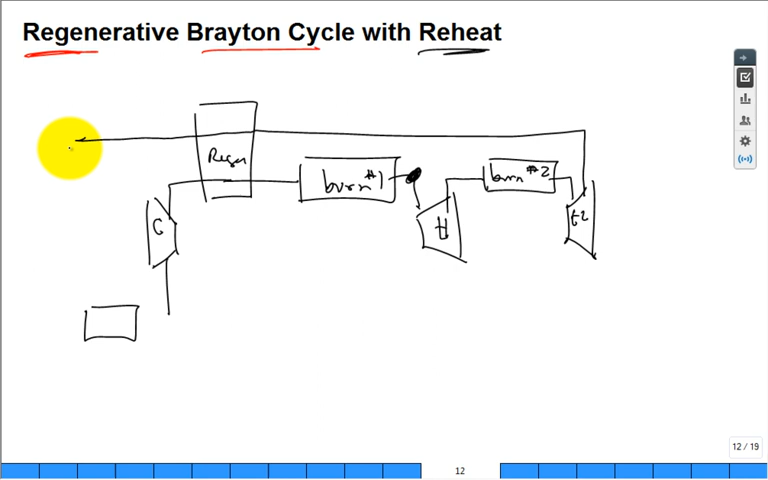 Regenerative Brayton Cycle with Reheat
Regen
burn #1
burn #2
C
t1
t2
12 / 19
12